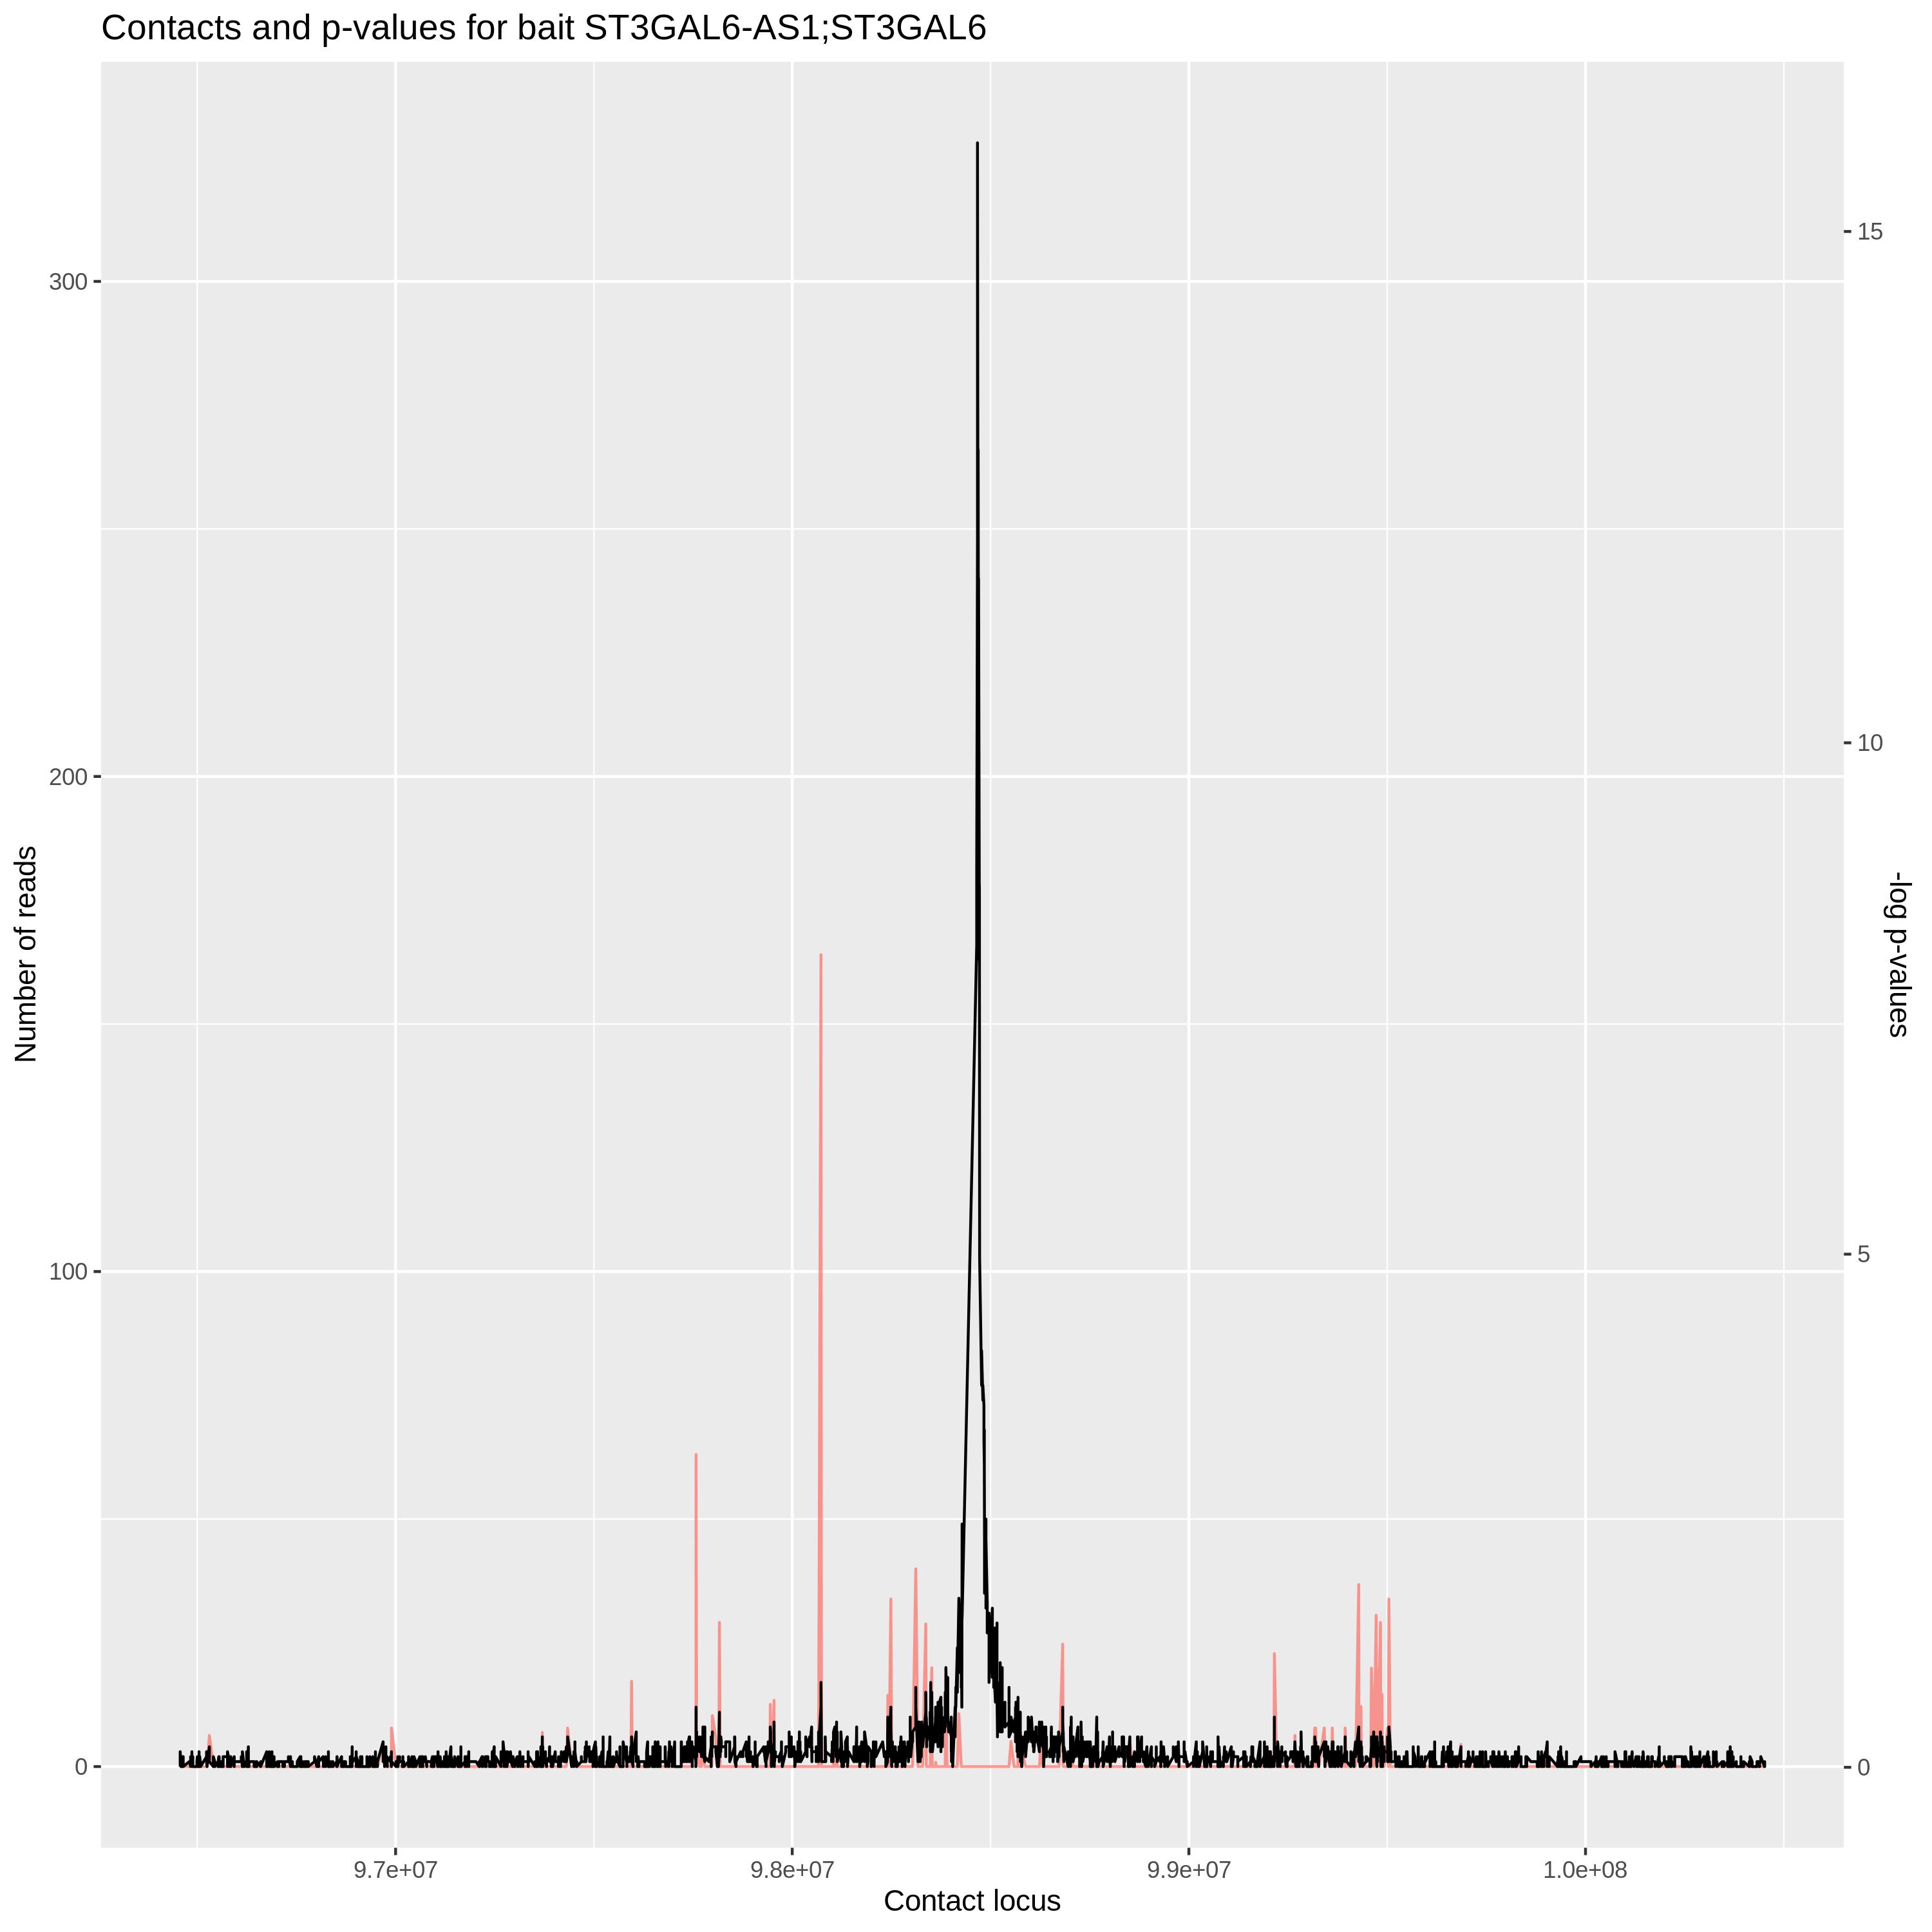 Contacts and p-values for bait ST3GAL6-AS1;ST3GAL6
300
200
100
0
Number of reads
15
10
5
0
-log p-values
9.7e+07
9.8e+07
9.9e+07
1.0e+08
Contact locus